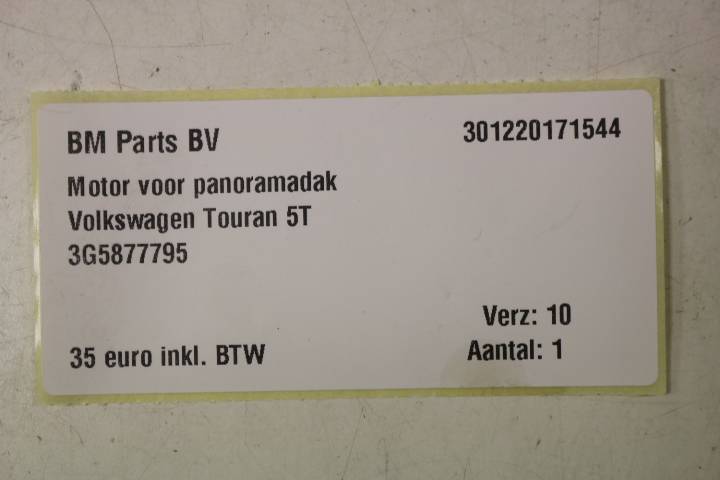 BM Parts BV
301220171544
Motor voor panoramadak
Volkswagen Touran 5T
3G5877795
Verz: 10
35 euro inkl. BTW
Aantal: 1